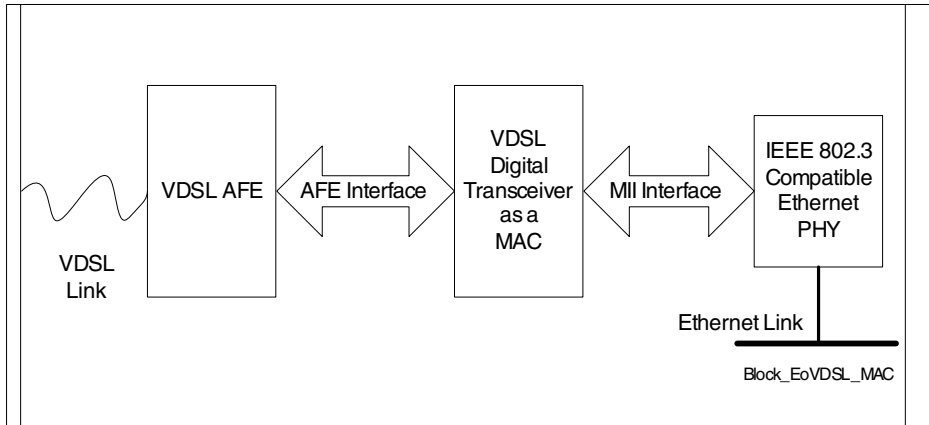 VDSL
Link
VDSL AFE
AFE Interface
VDSL
Digital
Transceiver
as a
MAC
MII Interface
IEEE 802.3
Compatible
Ethernet
PHY
Ethernet Link
Block_EoVDSL_MAC